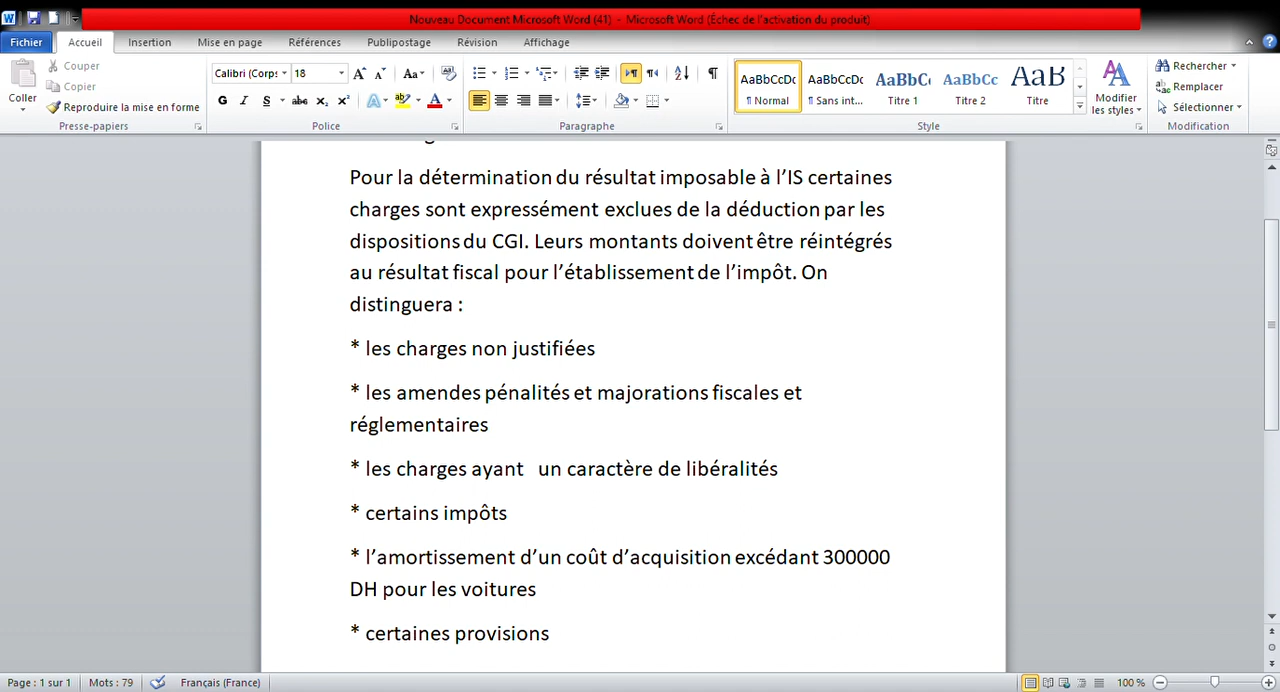 Nouveau Document Microsoft Word (41) - Microsoft Word (Échec de l'activation du produit)
Fichier Accueil Insertion Mise en page Références Publipostage Révision Affichage
Coller
Couper
Copier
Reproduire la mise en forme
Presse-papiers
Calibri (Corps 18
G I S abc x₂ x²
Police
Paragraphe
AaBbCcDc AaBbCcDc AaBbC AaBbCc AaB
¶ Normal ¶ Sans int... Titre 1 Titre 2 Titre
Modifier
les styles
Style
Rechercher
Remplacer
Sélectionner
Modification
Pour la détermination du résultat imposable à l’IS certaines
charges sont expressément exclues de la déduction par les
dispositions du CGI. Leurs montants doivent être réintégrés
au résultat fiscal pour l’établissement de l’impôt. On
distinguera :
* les charges non justifiées
* les amendes pénalités et majorations fiscales et
réglementaires
* les charges ayant un caractère de libéralités
* certains impôts
* l’amortissement d’un coût d’acquisition excédant 300000
DH pour les voitures
* certaines provisions
Page : 1 sur 1 Mots : 79 Français (France) 100 %